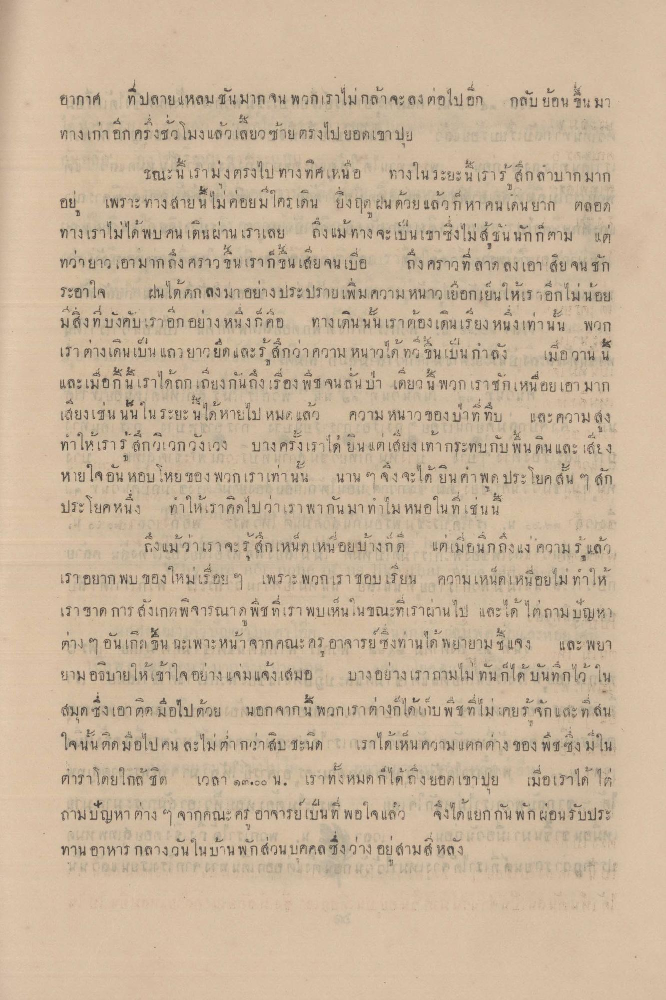 อากาศ ที่ปลายแหลมชันมากจนพวกเราไม่กล้าจะลงต่อไปอีก กลับย้อนขึ้นมา
ทางเก่าอีกครึ่งชั่วโมงแล้วเลี้ยวซ้ายตรงไปยอดเขาปุย
ขณะนี้เรามุ่งตรงไปทางทิศเหนือ ทางในระยะนี้เรารู้สึกลำบากมาก
อยู่ เพราะทางสายนี้ไม่ค่อยมีใครเดิน ยิ่งฤดูฝนด้วยแล้วก็หาคนเดินยาก ตลอด
ทางเราไม่ได้พบคนเดินผ่านเราเลย ถึงแม้ทางจะเป็นเขาซึ่งไม่สู้ชันนักก็ตาม แต่
ทว่ายาวเอามากถึงคราวขึ้นเราก็ขึ้นเสียจนเบื่อ ถึงคราวที่ลาดลงเอาเสียจนชัก
ระอาใจ ฝนได้ตกลงมาอย่างประปรายเพิ่มความหนาวเยือกเย็นให้เราอีกไม่น้อย
มีสิ่งที่บังคับเราอีกอย่างหนึ่งก็คือ ทางเดินนั้นเราต้องเดินเรียงหนึ่งเท่านั้น พวก
เราต่างเดินเป็นแถวยาวยืดและรู้สึกว่าความหนาวได้ทวีขึ้นเป็นกำลัง เมื่อวานนี้
และเมื่อกี้นี้เราได้ถกเถียงกันถึงเรื่องพืชจนลั่นป่า เดี๋ยวนี้พวกเราชักเหนื่อยเอามาก
เสียงเช่นนั้นในระยะนี้ได้หายไปหมดแล้ว ความหนาวของป่าที่ทึบ และความสูง
ทำให้เรารู้สึกวิเวกวังเวง บางครั้งเราได้ยินแต่เสียงเท้ากระทบกับพื้นดินและเสียง
หายใจอันหอบโหยของพวกเราเท่านั้น นานๆจึงจะได้ยินคำพูดประโยคสั้นๆสัก
ประโยคหนึ่ง ทำให้เราคิดไปว่าเราพากันมาทำไมหนอในที่เช่นนี้
ถึงแม้ว่าเราจะรู้สึกเหน็ดเหนื่อยบ้างก็ดี แต่เมื่อนึกถึงแง่ความรู้แล้ว
เราอยากพบของใหม่เรื่อยๆ เพราะพวกเราชอบเรียน ความเหน็ดเหนื่อยไม่ทำให้
เราขาดการสังเกตพิจารณาดูพืชที่เราพบเห็นในขณะที่เราผ่านไป และได้ไต่ถามปัญหา
ต่างๆอันเกิดขึ้นฉะเพาะหน้าจากคณะครูอาจารย์ซึ่งท่านได้พยายามชี้แจง และพยา
ยามอธิบายให้เข้าใจอย่างแจ่มแจ้งเสมอ บางอย่างเราถามไม่ทันก็ได้บันทึกไว้ใน
สมุดซึ่งเอาติดมือไปด้วย นอกจากนี้พวกเราต่างก็ได้เก็บพืชที่ไม่เคยรู้จักและที่สน
ใจนั้นติดมือไปคนละไม่ต่ำกว่าสิบชะนิด เราได้เห็นความแตกต่างของพืชซึ่งมีใน
ตำราโดยใกล้ชิด เวลา ๑๓.๐๐ น. เราทั้งหมดก็ได้ถึงยอดเขาปุย เมื่อเราได้ไต่
ถามปัญหาต่างๆจากคณะครูอาจารย์เป็นที่พอใจแล้ว จึงได้แยกกันพักผ่อนรับประ
ทานอาหารกลางวันในบ้านพักส่วนบุคคลซึ่งว่างอยู่สามสี่หลัง